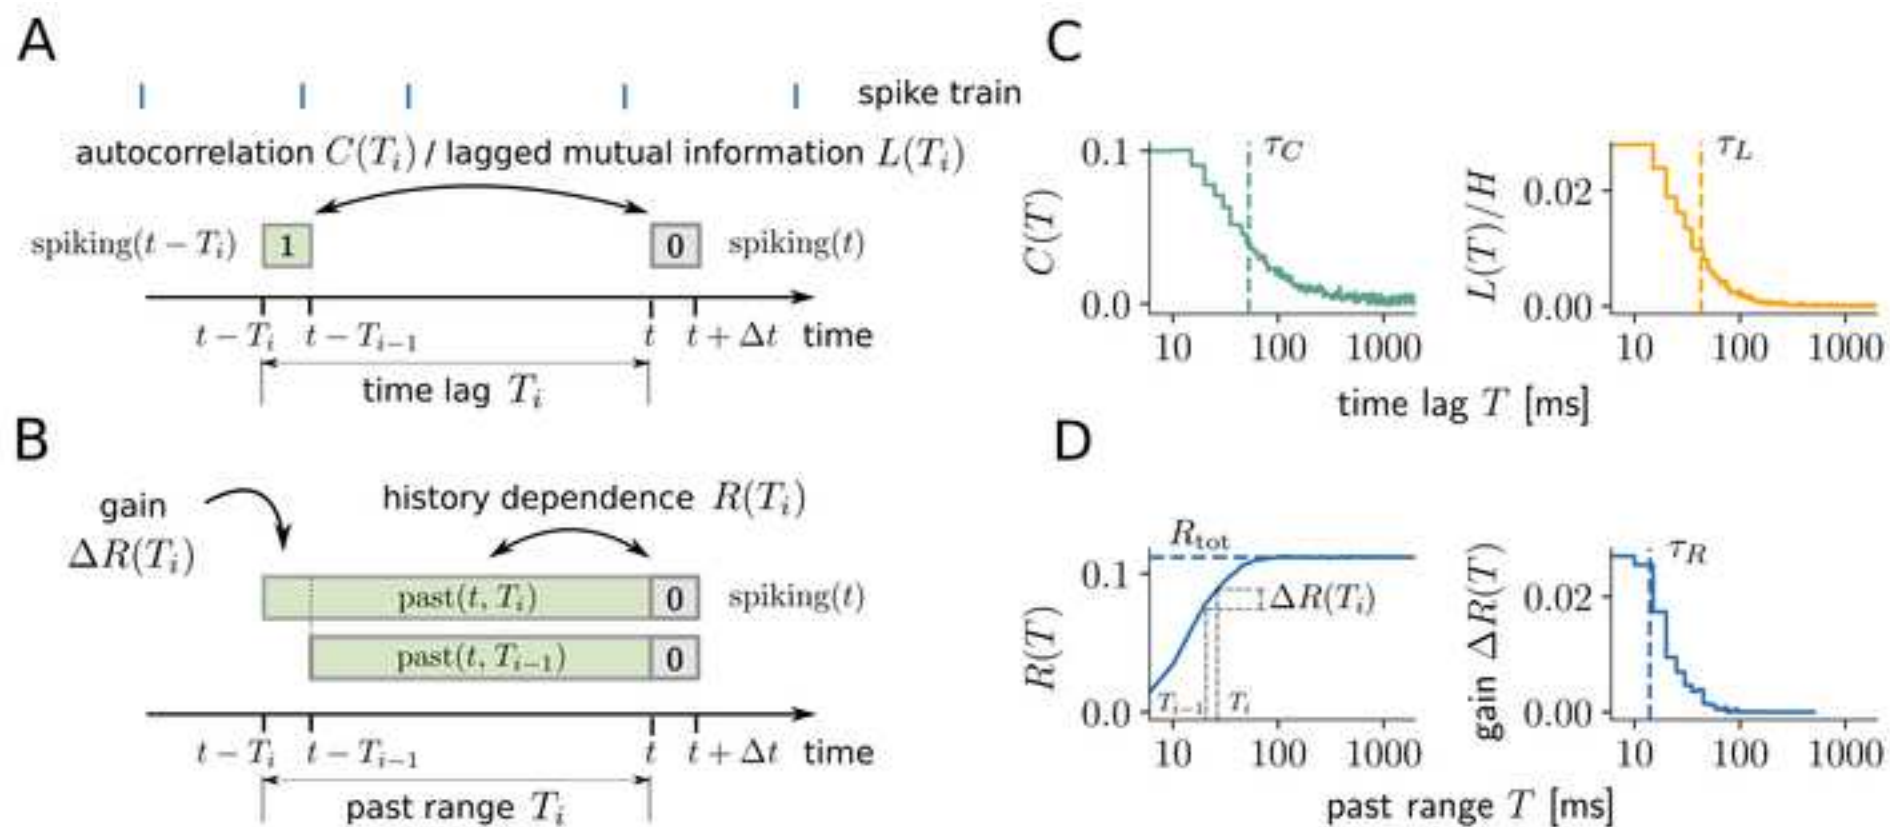 A
spike train
autocorrelation C(T_i) / lagged mutual information L(T_i)
spiking(t − T_i) 1 0 spiking(t)
t − T_i t − T_{i−1} t t + Δt time
time lag T_i
B
gain
ΔR(T_i)
history dependence R(T_i)
past(t, T_i) 0 spiking(t)
past(t, T_{i−1}) 0
t − T_i t − T_{i−1} t t + Δt time
past range T_i
C
C(T)
0.1
0.0
τ_C
10 100 1000
L(T)/H
0.02
0.00
τ_L
10 100 1000
time lag T [ms]
D
R(T)
0.1
0.0
R_tot
ΔR(T_i)
T_{i−1} T_i
10 100 1000
gain ΔR(T)
0.02
0.00
τ_R
10 100 1000
past range T [ms]